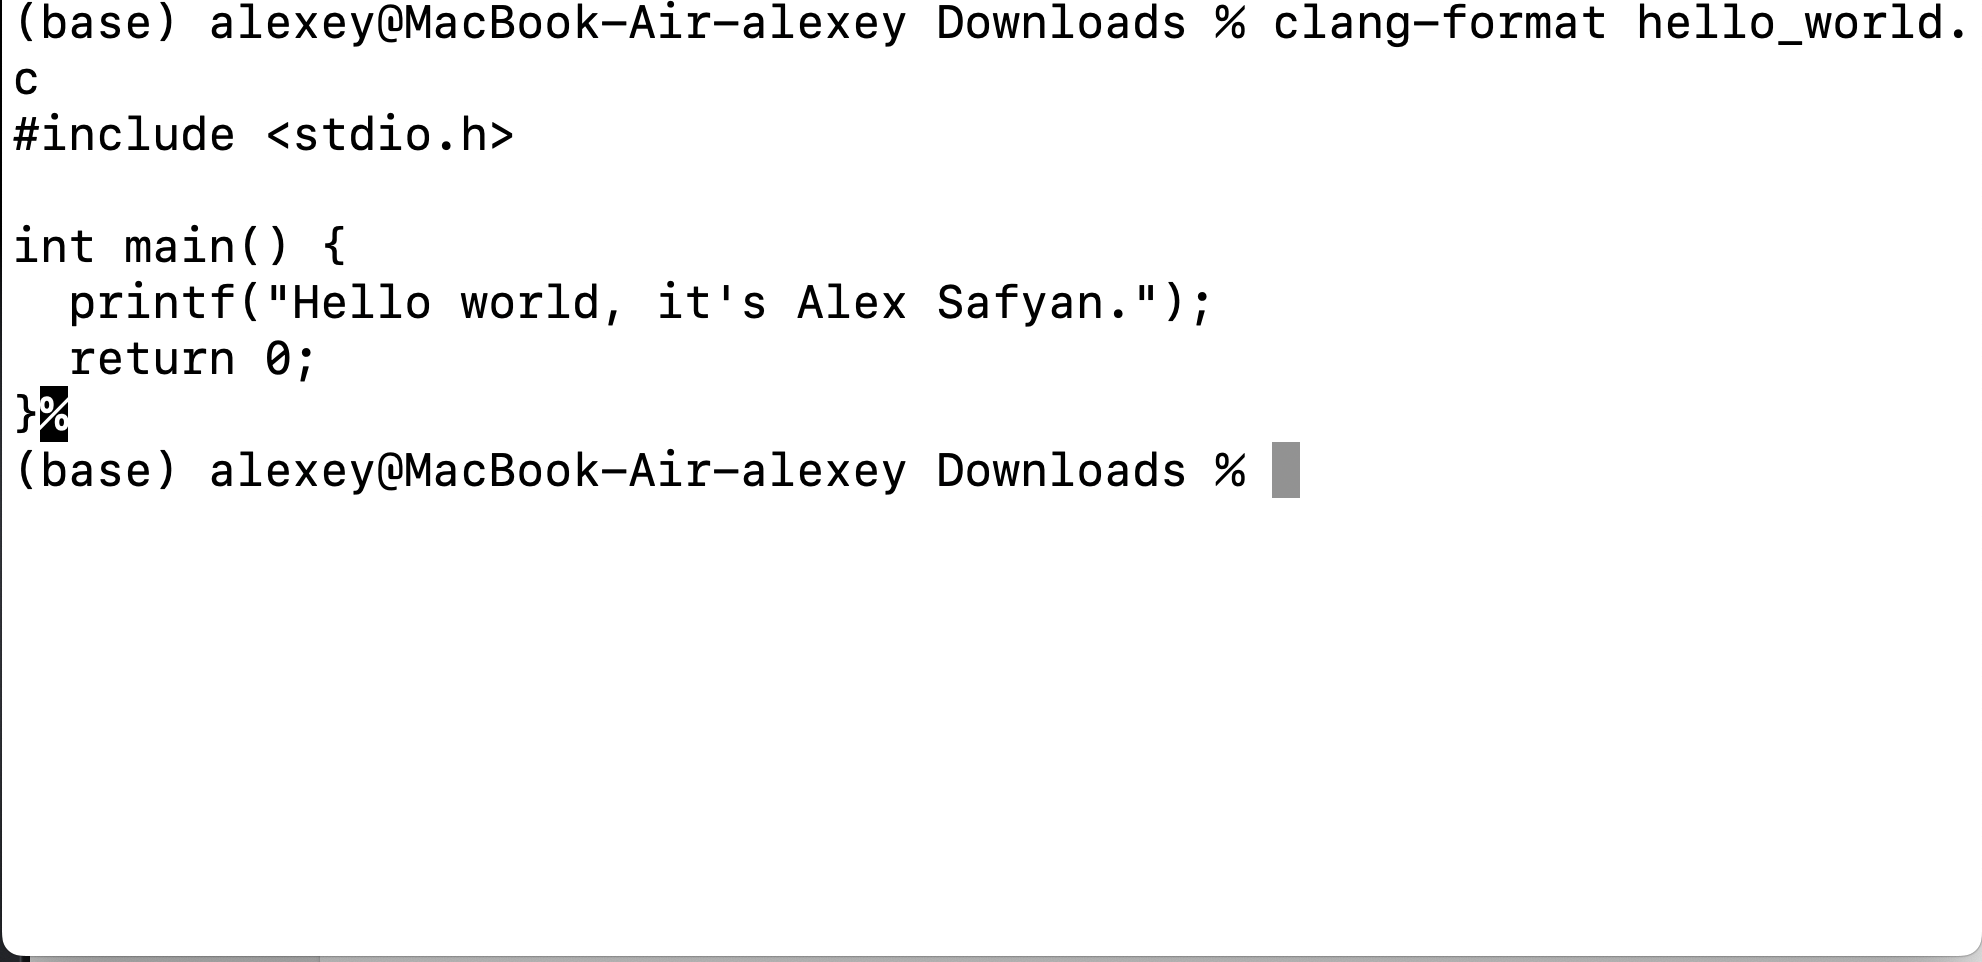 (base) alexey@MacBook-Air-alexey Downloads % clang-format hello_world.
c
#include <stdio.h>

int main() {
  printf("Hello world, it's Alex Safyan.");
  return 0;
}%
(base) alexey@MacBook-Air-alexey Downloads %